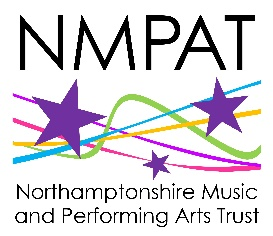 NMPAT
Northamptonshire Music
and Performing Arts Trust